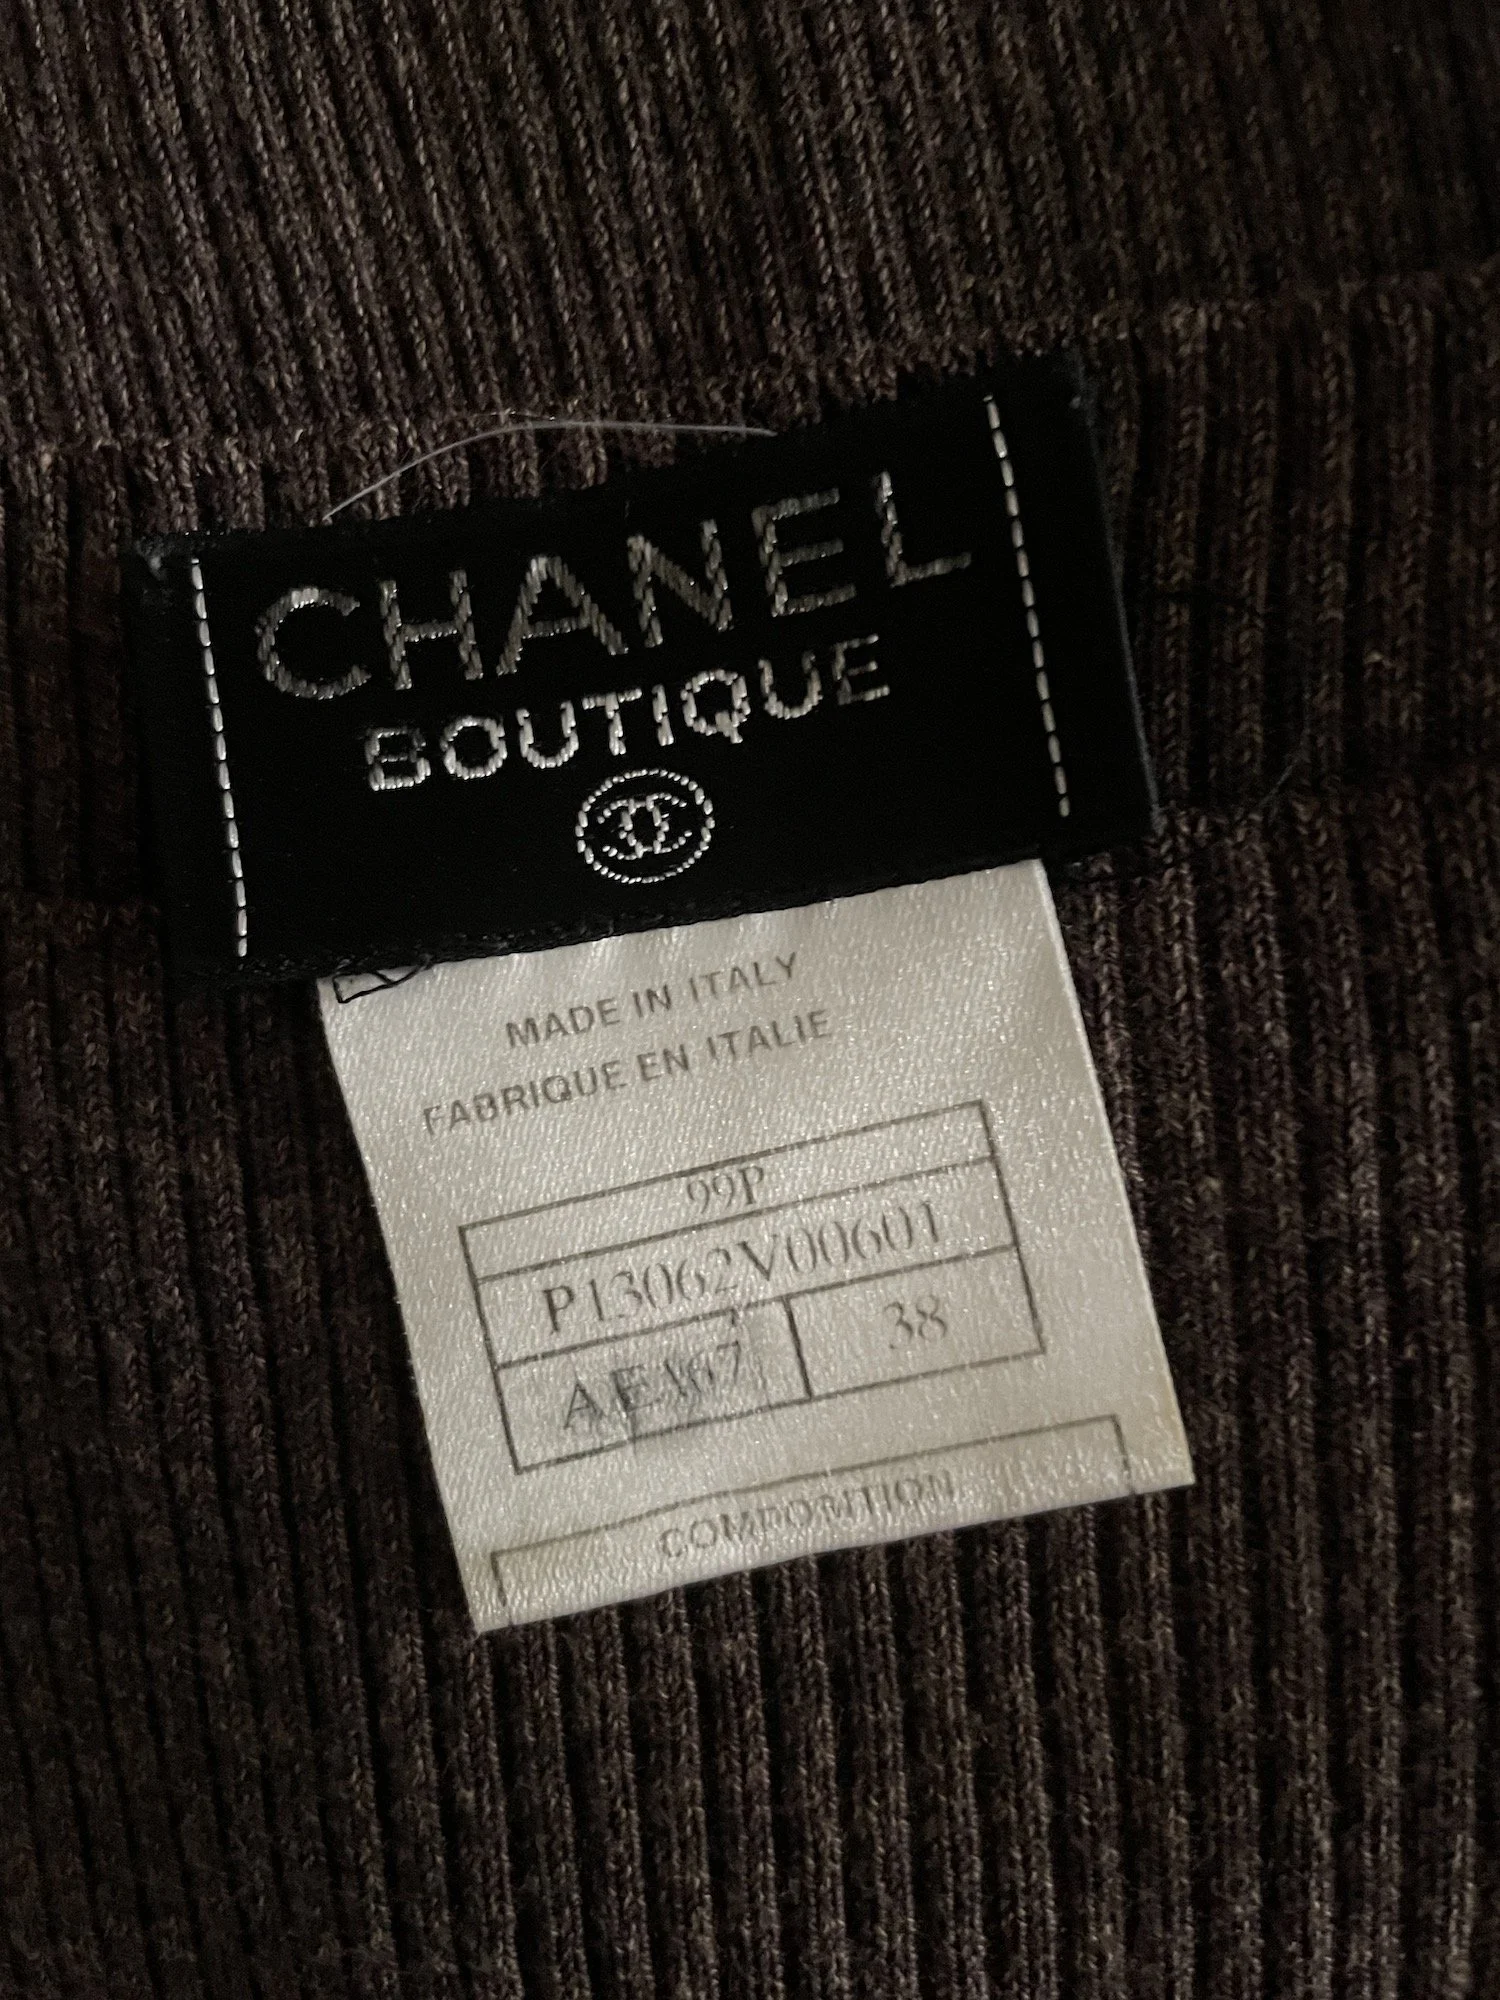 CHANEL
BOUTIQUE
MADE IN ITALY
FABRIQUE EN ITALIE
99P
P13062V00601
38
COMPOSITION